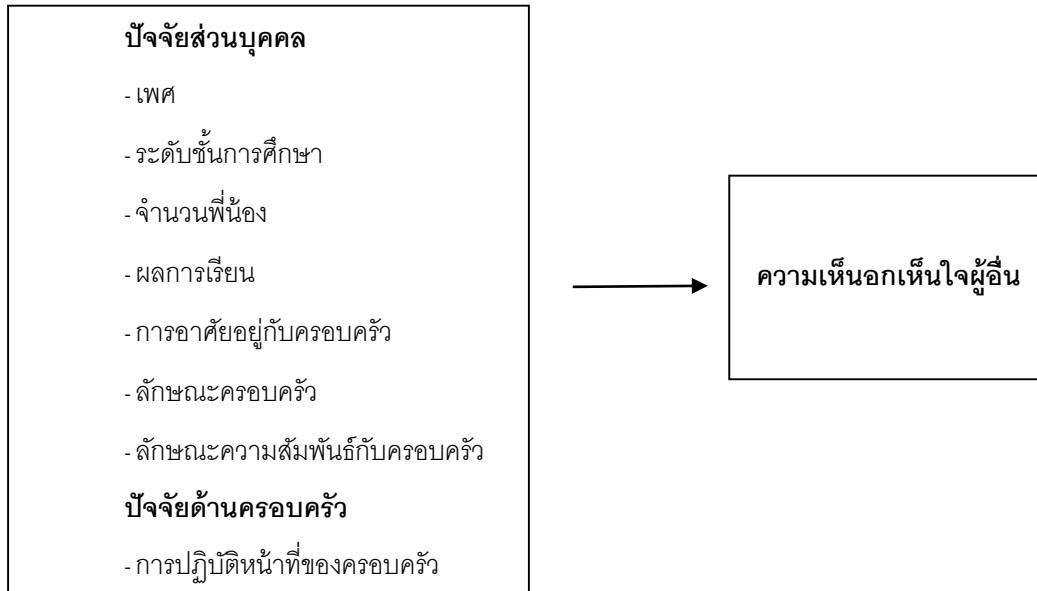 ปัจจัยส่วนบุคคล
- เพศ
- ระดับชั้นการศึกษา
- จำนวนพี่น้อง
- ผลการเรียน
- การอาศัยอยู่กับครอบครัว
- ลักษณะครอบครัว
- ลักษณะความสัมพันธ์กับครอบครัว
ปัจจัยด้านครอบครัว
- การปฏิบัติหน้าที่ของครอบครัว
ความเห็นอกเห็นใจผู้อื่น